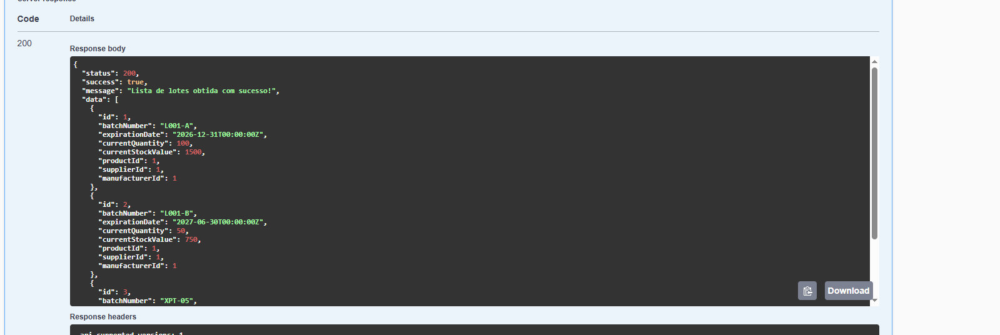 Server response
Code Details
200
Response body
{
  "status": 200,
  "success": true,
  "message": "Lista de lotes obtida com sucesso!",
  "data": [
    {
      "id": 1,
      "batchNumber": "L001-A",
      "expirationDate": "2026-12-31T00:00:00Z",
      "currentQuantity": 100,
      "currentStockValue": 1500,
      "productId": 1,
      "supplierId": 1,
      "manufacturerId": 1
    },
    {
      "id": 2,
      "batchNumber": "L001-B",
      "expirationDate": "2027-06-30T00:00:00Z",
      "currentQuantity": 50,
      "currentStockValue": 750,
      "productId": 1,
      "supplierId": 1,
      "manufacturerId": 1
    },
    {
      "id": 3,
      "batchNumber": "XPT-05",
Download
Response headers
api-supported-versions: 1